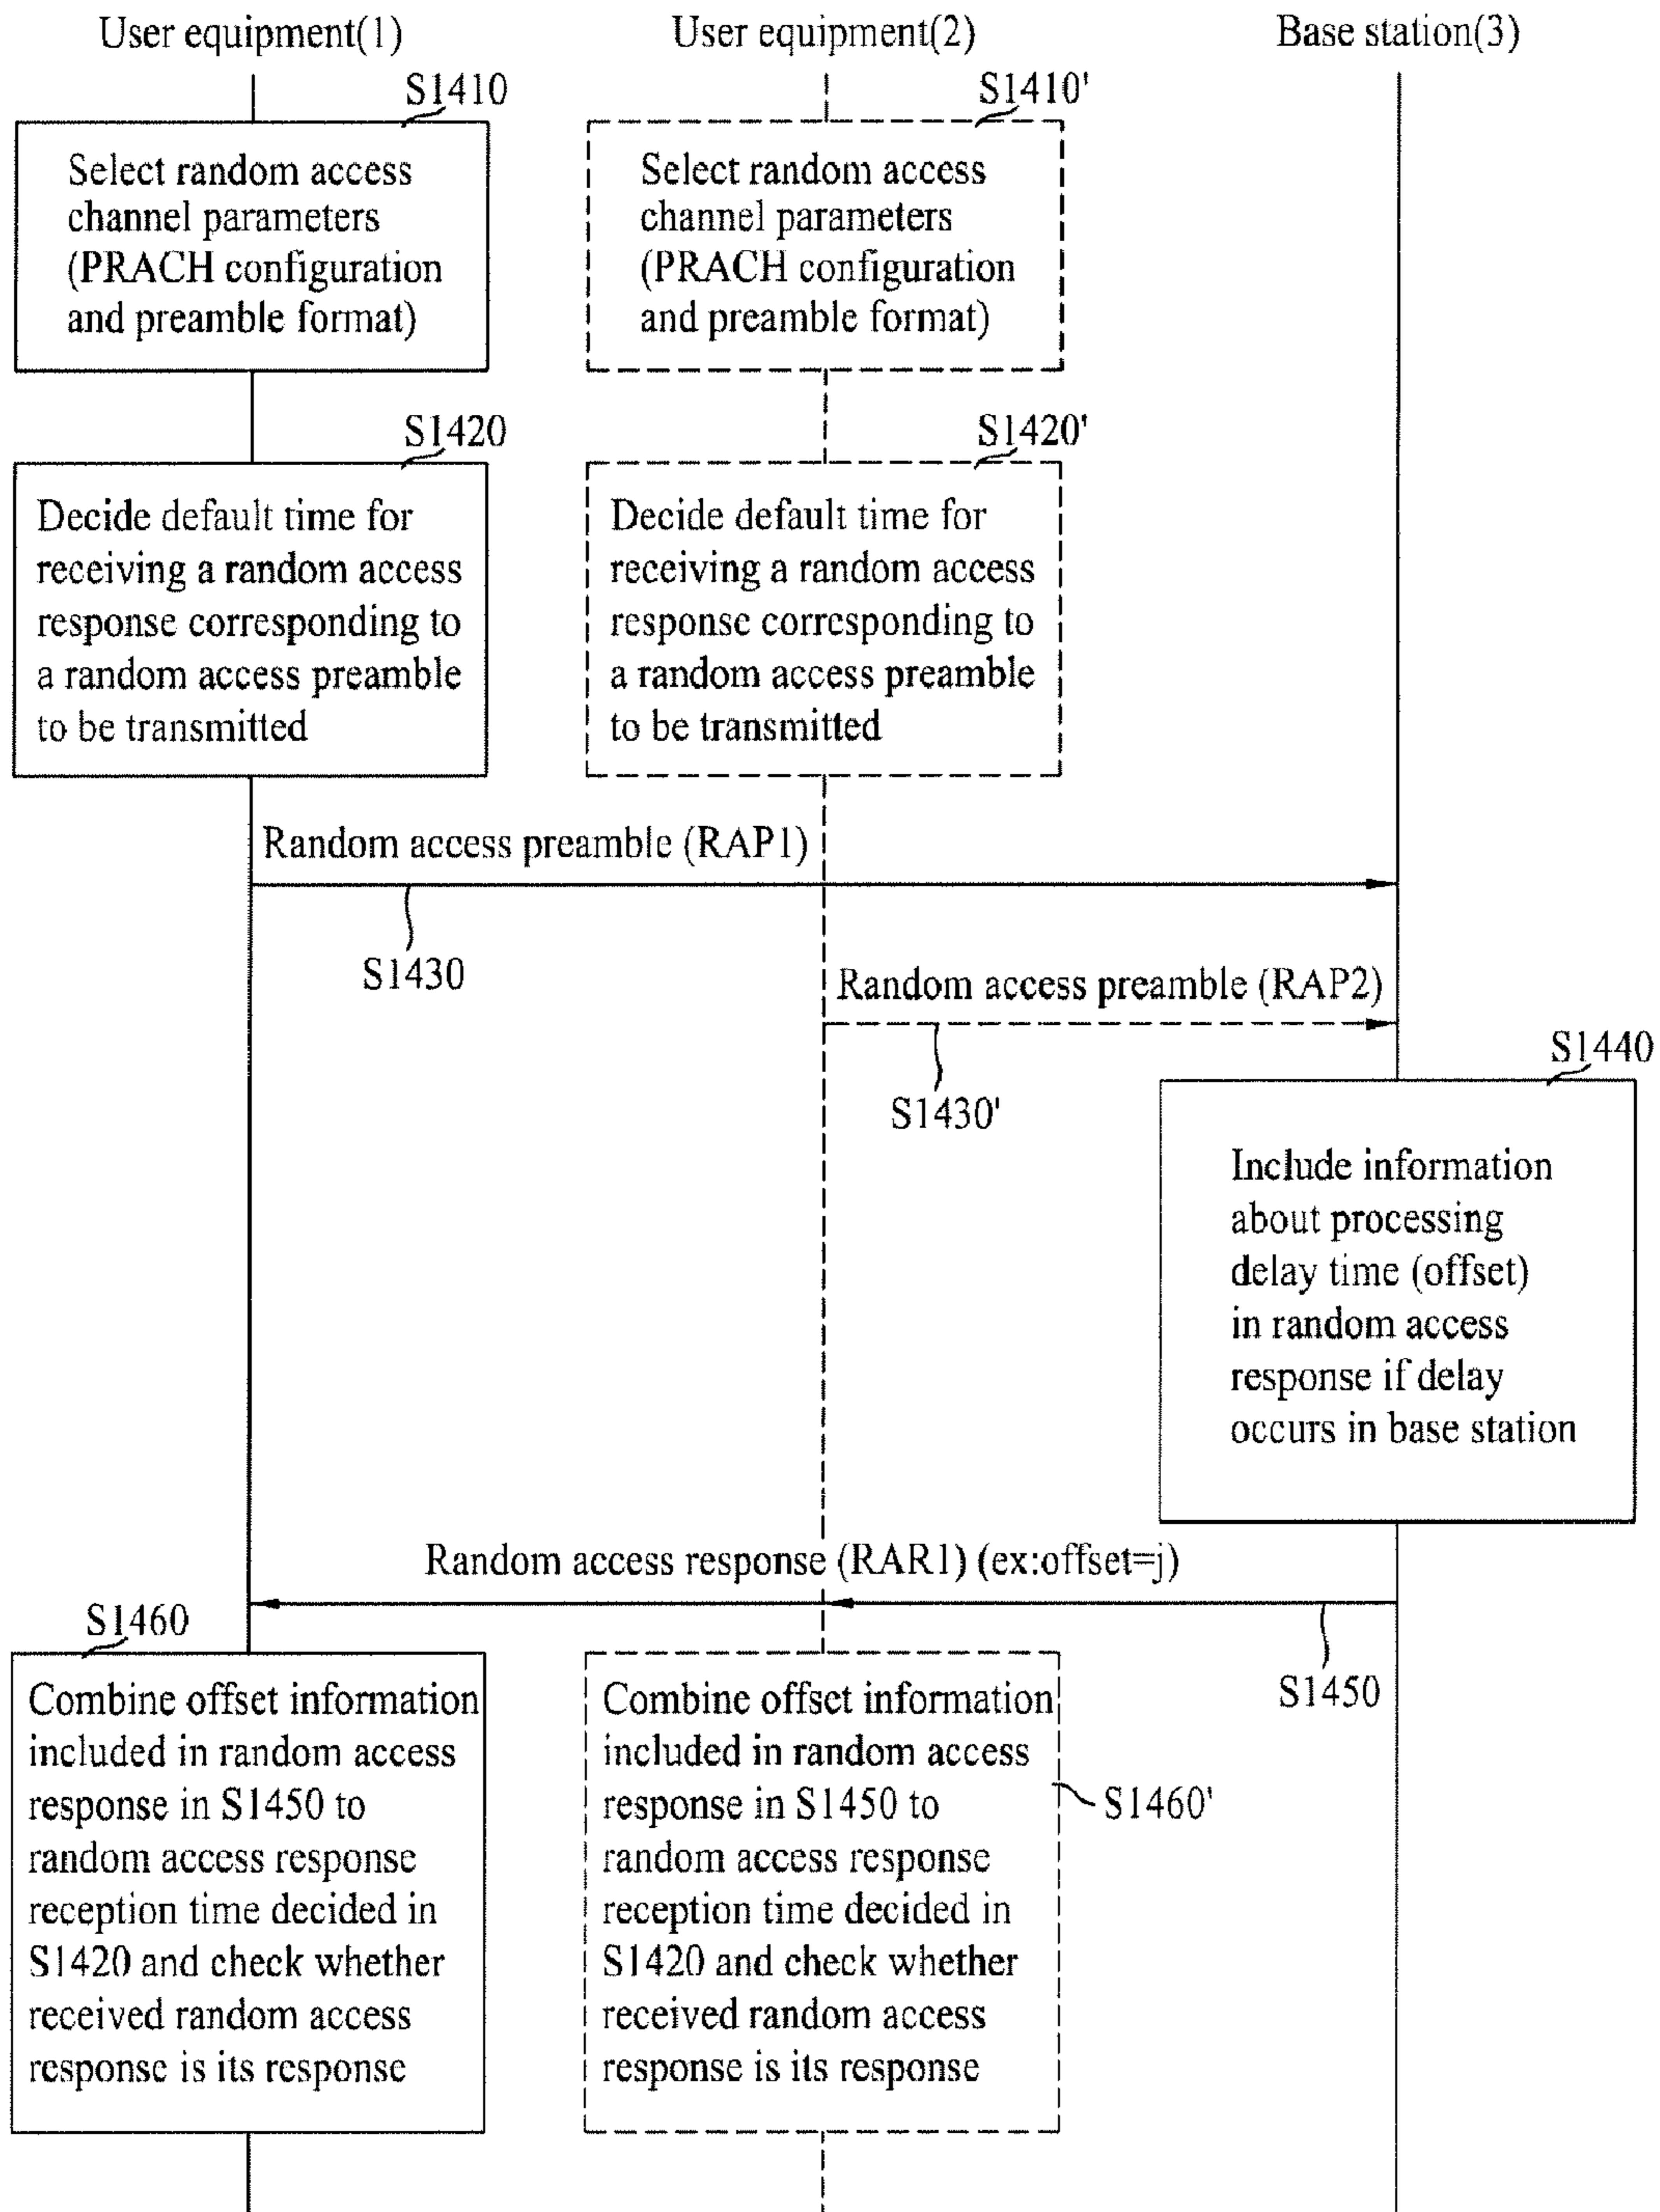 User equipment(1)
User equipment(2)
Base station(3)
S1410
S1410'
Select random access
channel parameters
(PRACH configuration
and preamble format)
Select random access
channel parameters
(PRACH configuration
and preamble format)
S1420
S1420'
Decide default time for
receiving a random access
response corresponding to
a random access preamble
to be transmitted
Decide default time for
receiving a random access
response corresponding to
a random access preamble
to be transmitted
Random access preamble (RAP1)
S1430
Random access preamble (RAP2)
S1430'
S1440
Include information
about processing
delay time (offset)
in random access
response if delay
occurs in base station
Random access response (RAR1) (ex:offset=j)
S1450
S1460
Combine offset information
included in random access
response in S1450 to
random access response
reception time decided in
S1420 and check whether
received random access
response is its response
Combine offset information
included in random access
response in S1450 to
random access response
reception time decided in
S1420 and check whether
received random access
response is its response
S1460'